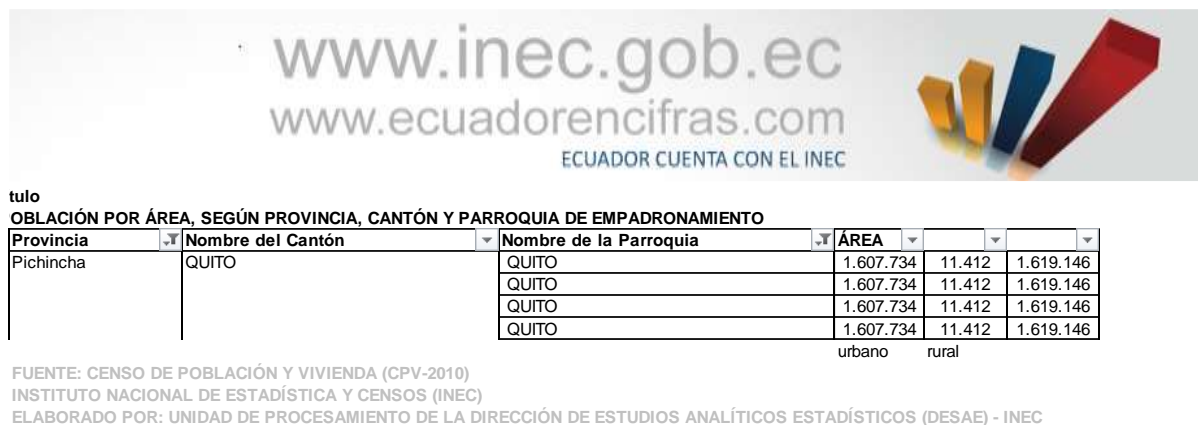 www.inec.gob.ec
www.ecuadorencifras.com
ECUADOR CUENTA CON EL INEC
tulo
OBLACIÓN POR ÁREA, SEGÚN PROVINCIA, CANTÓN Y PARROQUIA DE EMPADRONAMIENTO
Provincia Nombre del Cantón Nombre de la Parroquia ÁREA
Pichincha QUITO QUITO 1.607.734 11.412 1.619.146
QUITO 1.607.734 11.412 1.619.146
QUITO 1.607.734 11.412 1.619.146
QUITO 1.607.734 11.412 1.619.146
urbano rural
FUENTE: CENSO DE POBLACIÓN Y VIVIENDA (CPV-2010)
INSTITUTO NACIONAL DE ESTADÍSTICA Y CENSOS (INEC)
ELABORADO POR: UNIDAD DE PROCESAMIENTO DE LA DIRECCIÓN DE ESTUDIOS ANALÍTICOS ESTADÍSTICOS (DESAE) - INEC